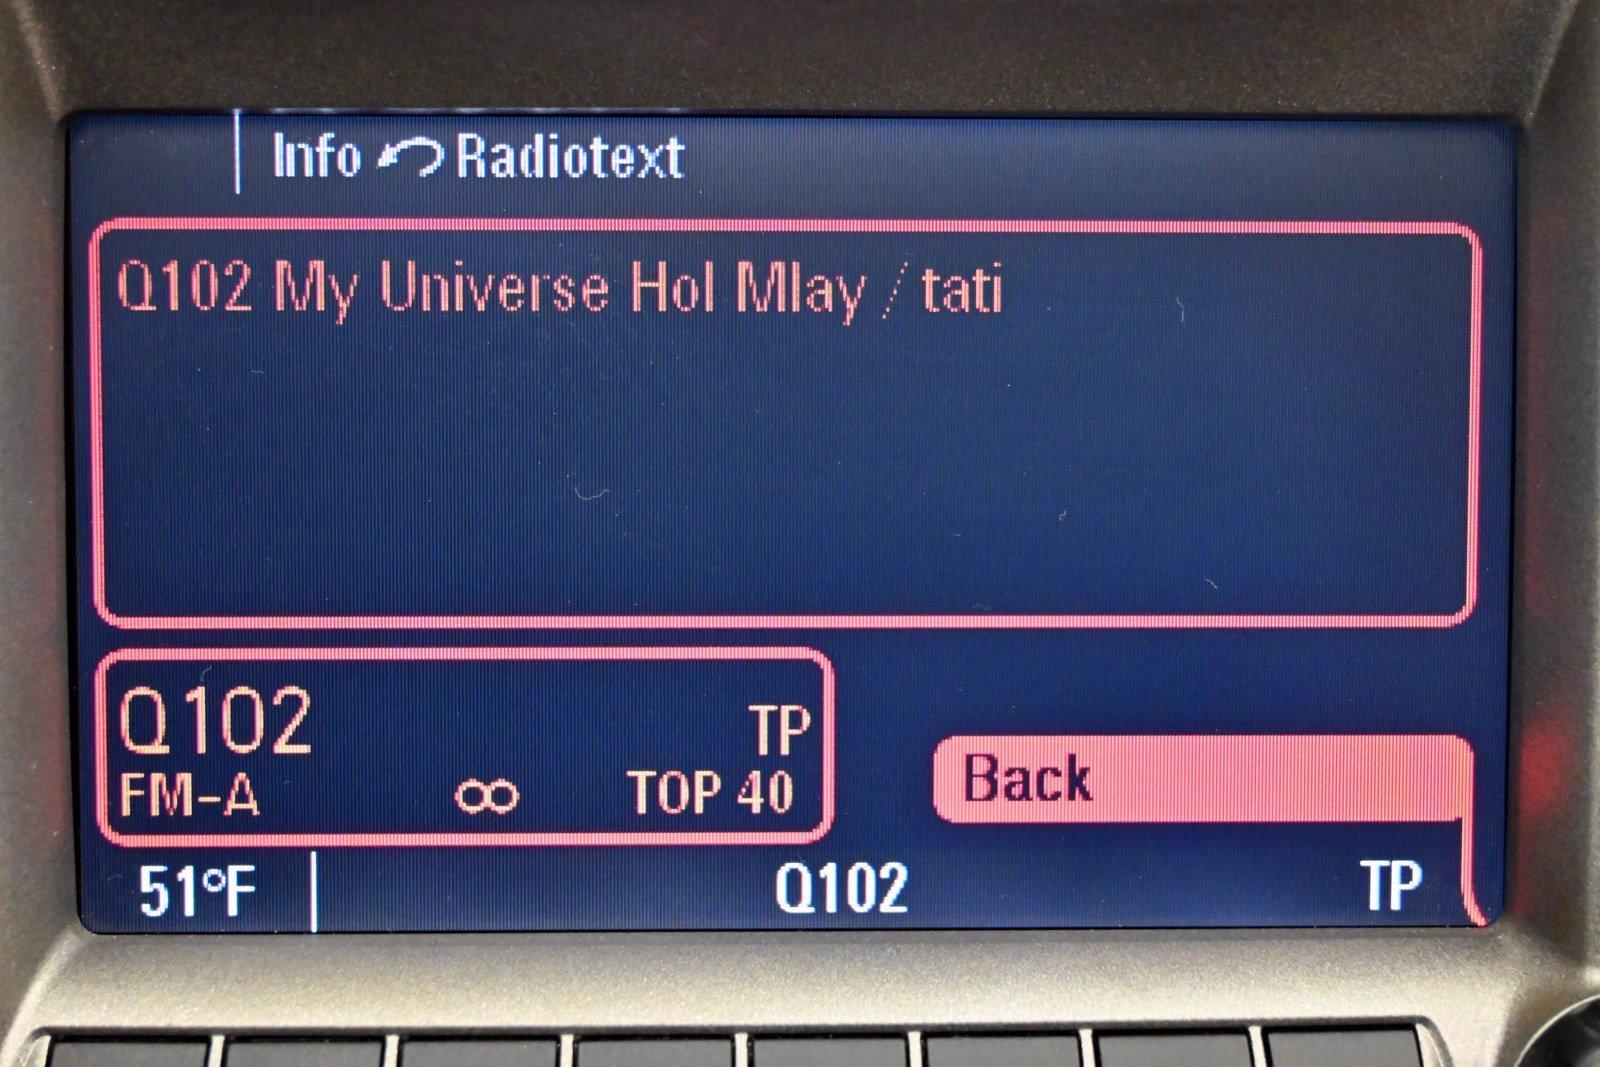 Info Radiotext
Q102 My Universe Hol Mlay / tati
Q102 TP
FM-A ∞ TOP 40
Back
51°F Q102 TP